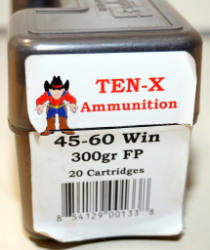 TEN-X
Ammunition
45-60 Win
300gr FP
20 Cartridges
8 54129 00133 8